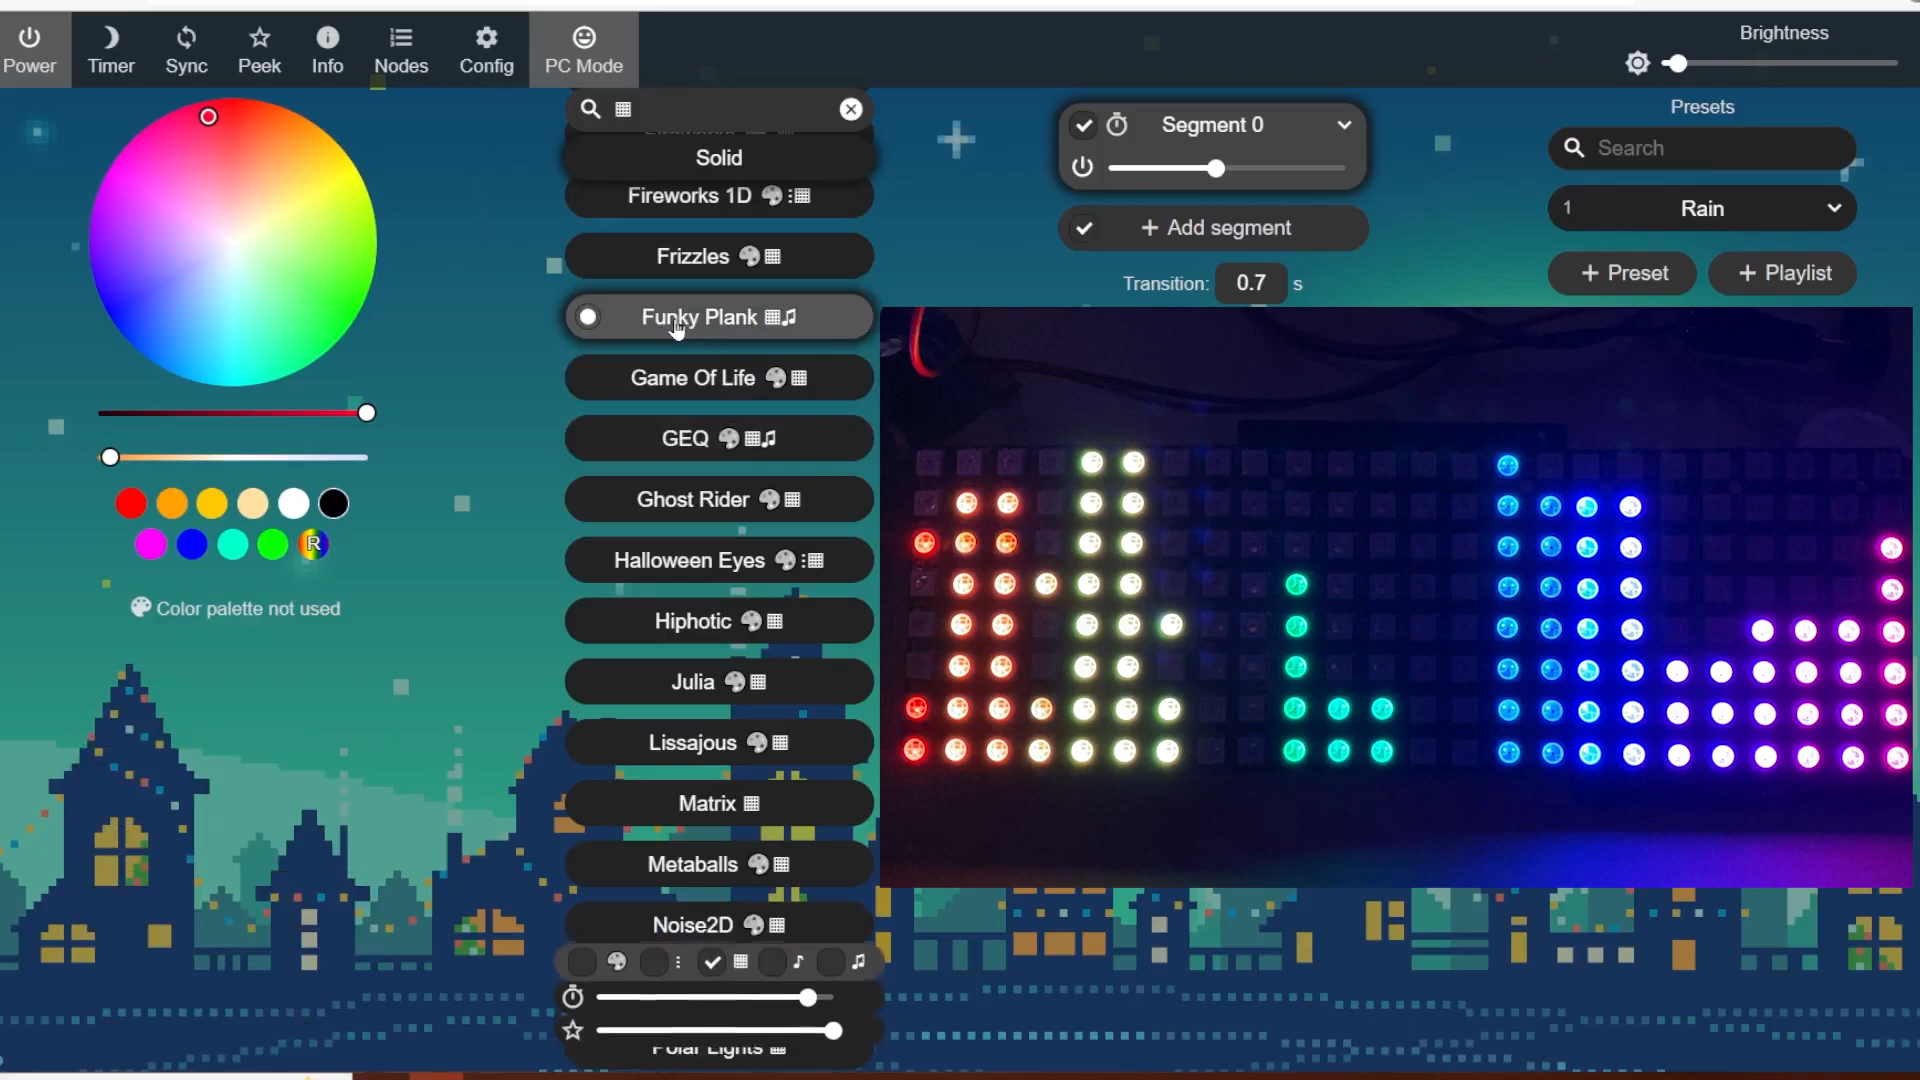 Power
Timer
Sync
Peek
Info
Nodes
Config
PC Mode
Brightness
Solid
Fireworks 1D
Frizzles
Funky Plank
Game Of Life
GEQ
Ghost Rider
Halloween Eyes
Hiphotic
Julia
Lissajous
Matrix
Metaballs
Noise2D
Polar Lights
R
Color palette not used
Segment 0
+ Add segment
Transition: 0.7 s
Presets
Search
1 Rain
+ Preset
+ Playlist